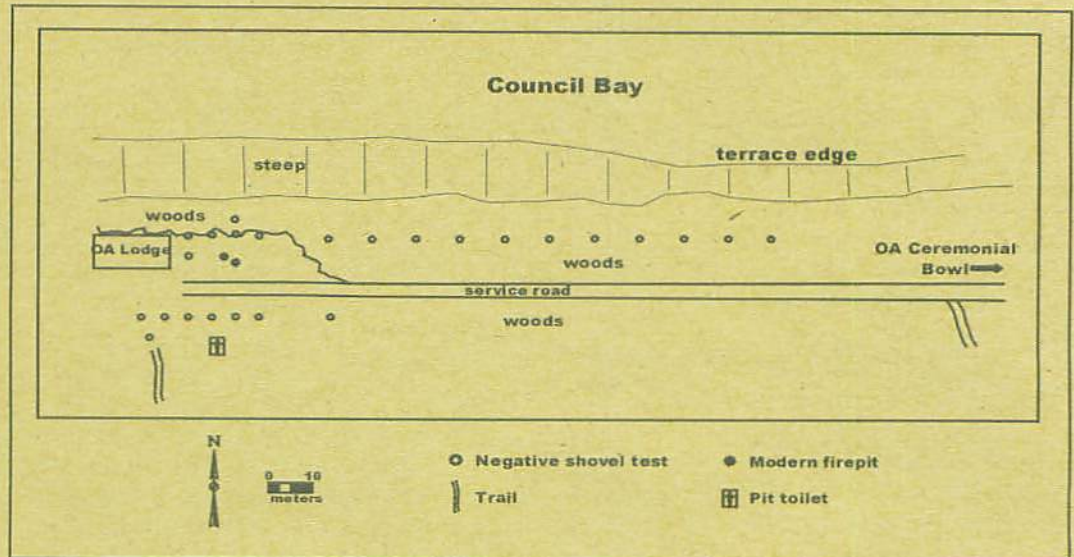 Council Bay
steep
terrace edge
woods
OA Lodge
woods
OA Ceremonial
Bowl
service road
woods
N
0 10
meters
Negative shovel test
Modern firepit
Trail
Pit toilet